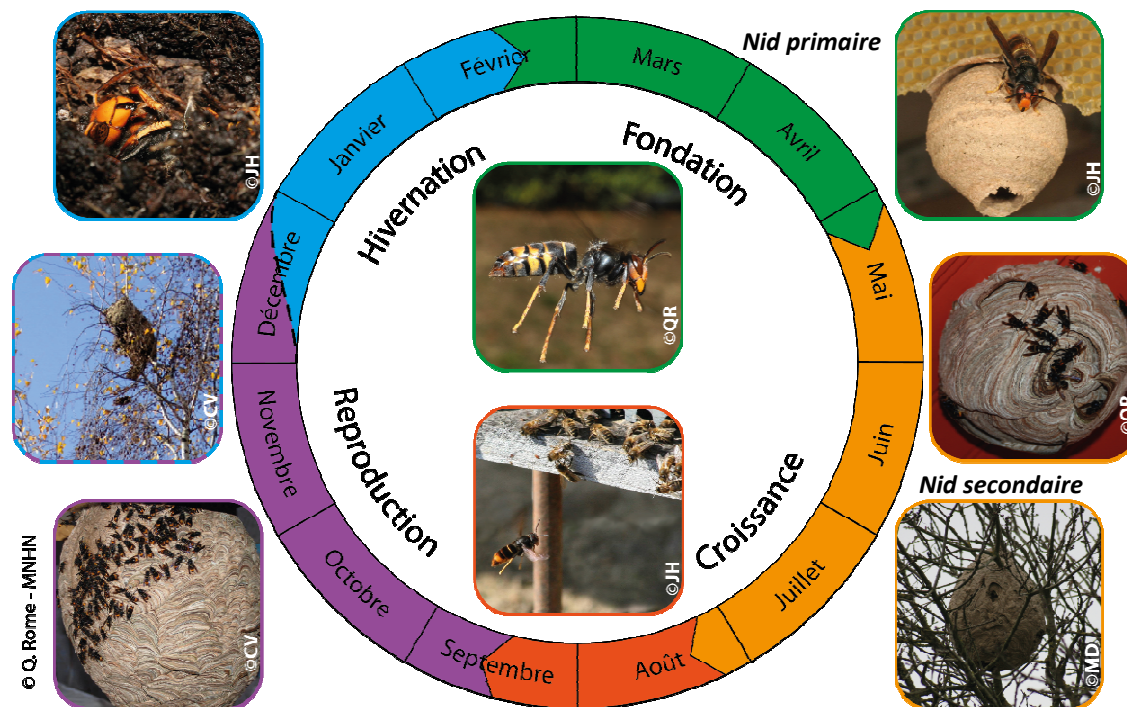 Nid primaire
©JH
©JH
Février
Mars
Janvier
Avril
Hivernation
Fondation
©QR
Décembre
Mai
©CV
©QR
Novembre
Juin
Reproduction
Croissance
Nid secondaire
Octobre
Juillet
Septembre
Août
©JH
©CV
©MDJ
© Q. Rome - MNHN